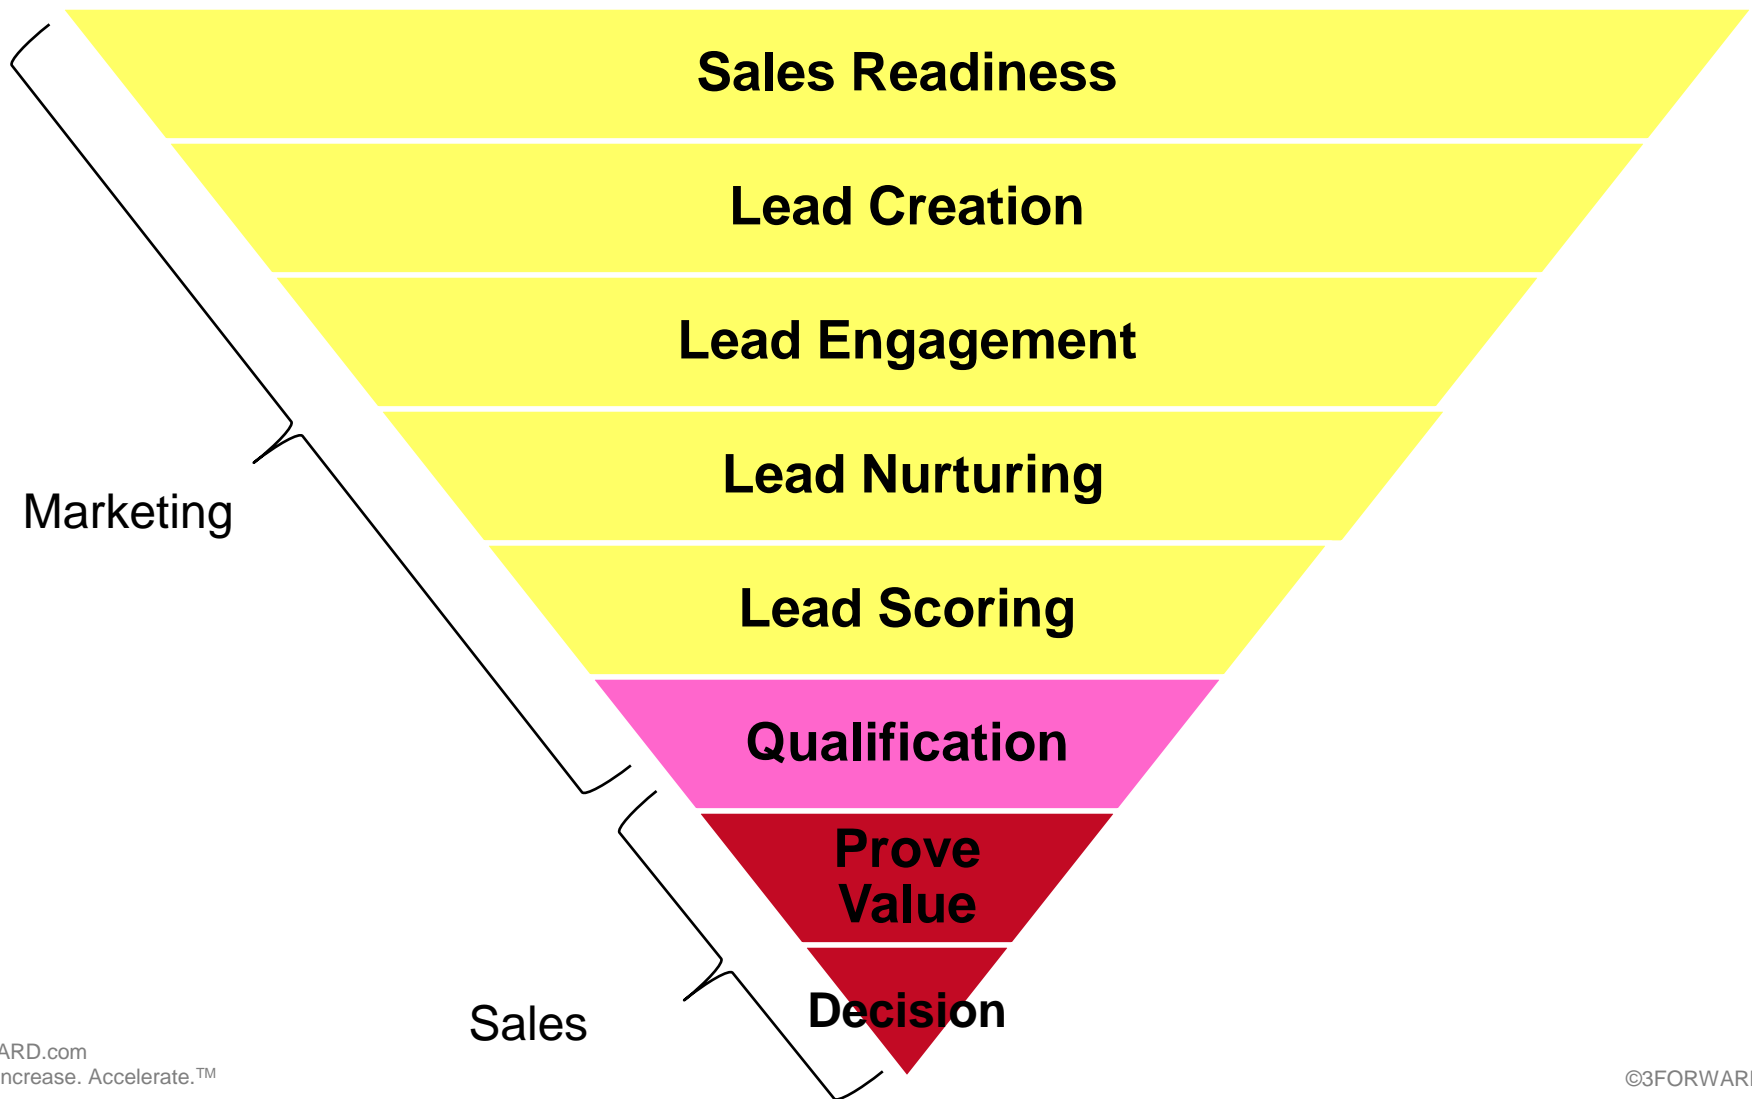 Sales Readiness
Lead Creation
Lead Engagement
Lead Nurturing
Marketing
Lead Scoring
Qualification
Prove
Value
Decision
Sales
ARD.com
ncrease. Accelerate.™
©3FORWARD